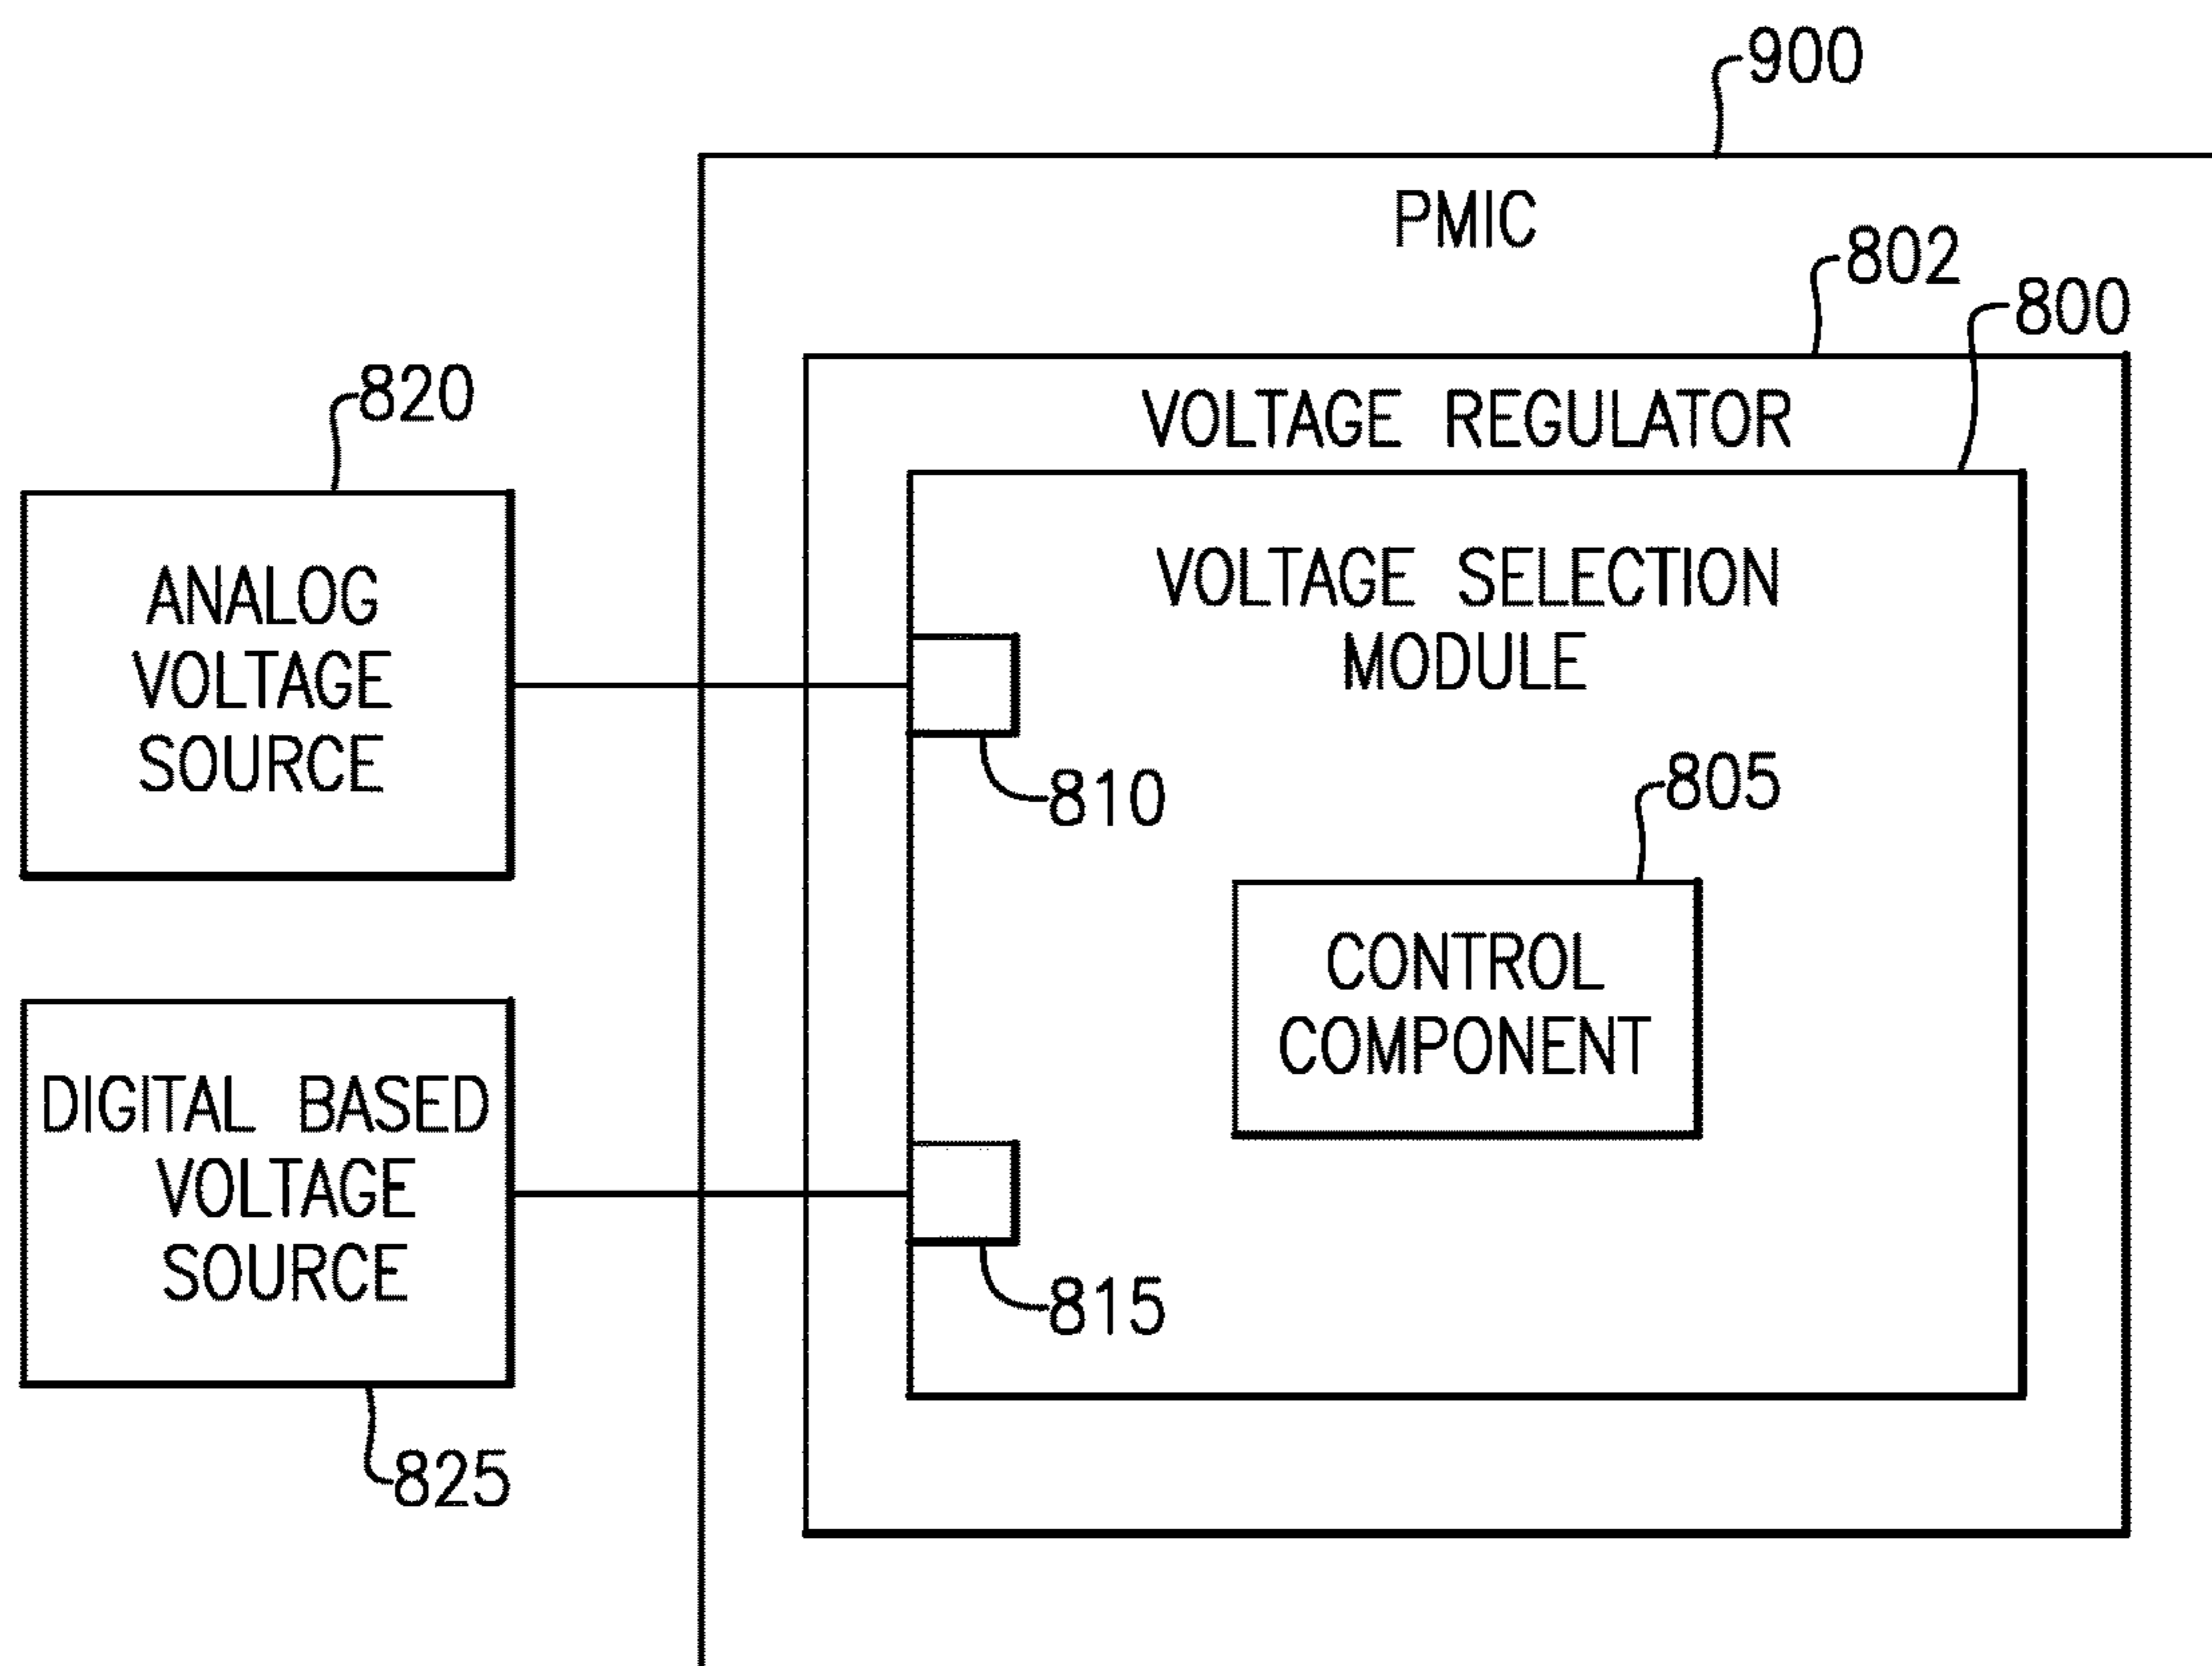 900
PMIC
802
800
820
VOLTAGE REGULATOR
ANALOG
VOLTAGE
SOURCE
VOLTAGE SELECTION
MODULE
810
805
CONTROL
COMPONENT
DIGITAL BASED
VOLTAGE
SOURCE
815
825